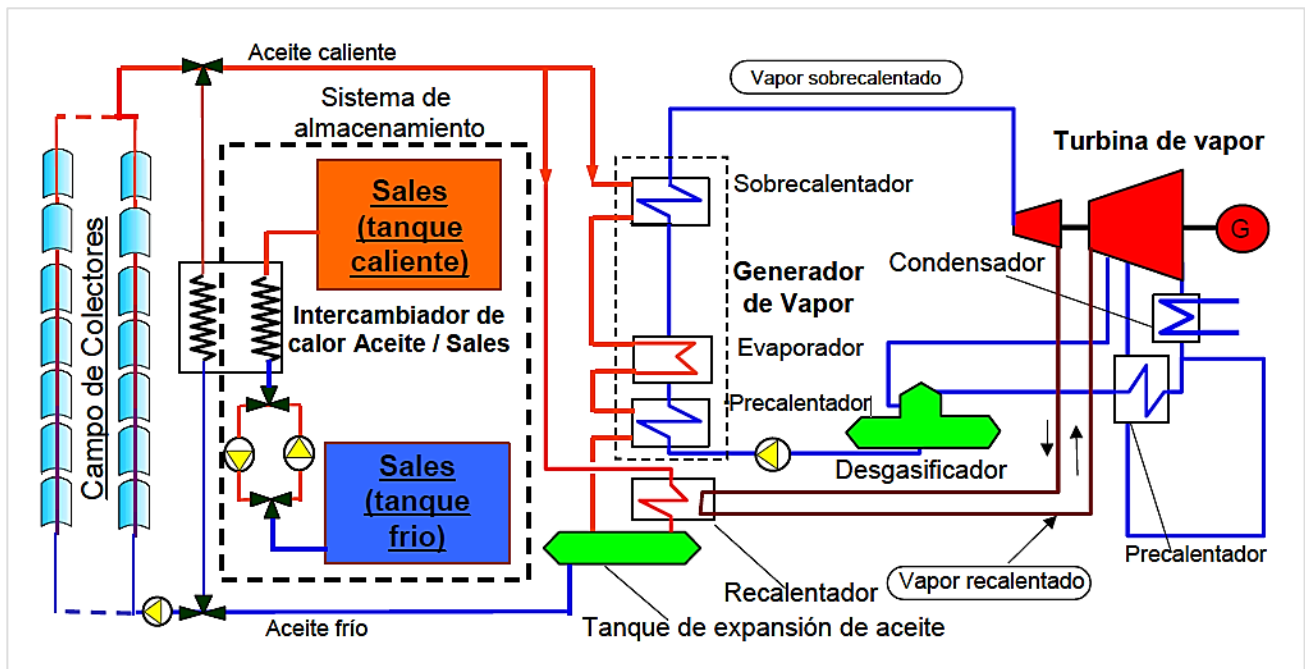 Aceite caliente
Vapor sobrecalentado
Sistema de
almacenamiento
Turbina de vapor
Sales
(tanque
caliente)
Sobrecalentador
G
Condensador
Generador
de Vapor
Campo de Colectores
Intercambiador de
calor Aceite / Sales
Evaporador
Precalentador
Sales
(tanque
frio)
Desgasificador
Precalentador
Vapor recalentado
Recalentador
Aceite frío
Tanque de expansión de aceite